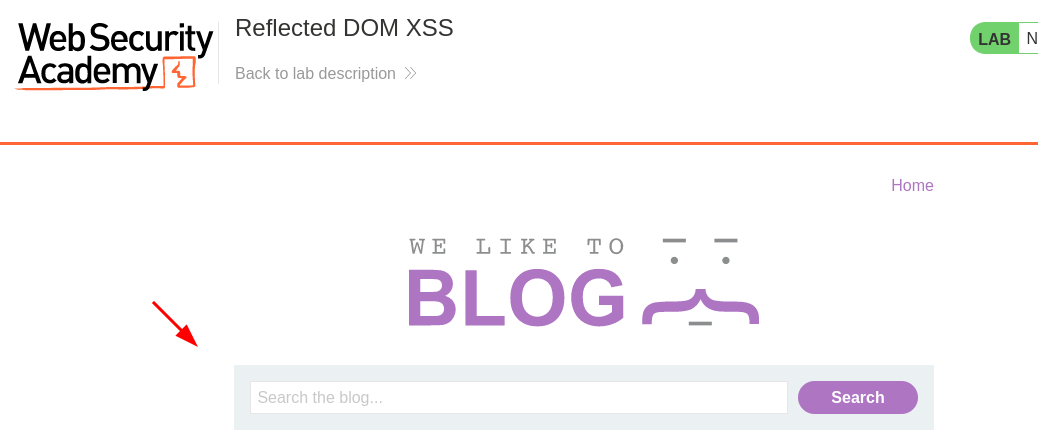 Web Security
Academy
Reflected DOM XSS
Back to lab description
LAB N
Home
WE LIKE TO
BLOG
Search the blog...
Search